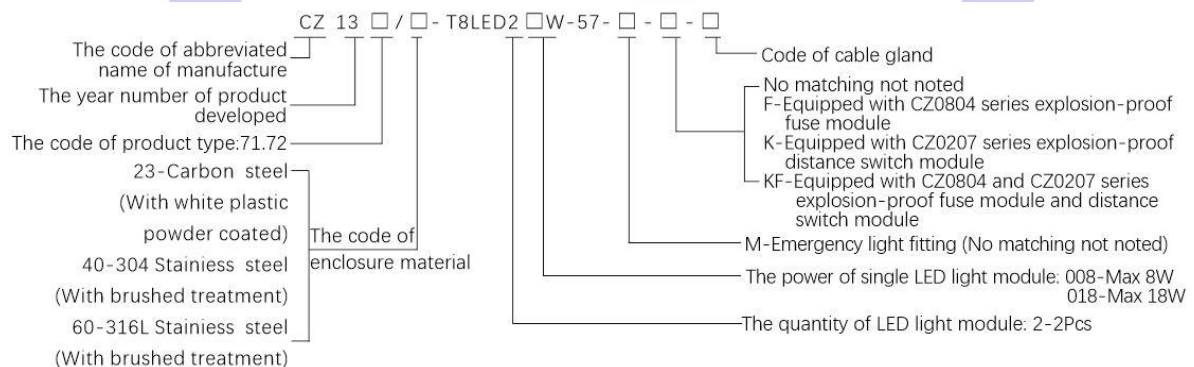 CZ 13 □ / □ - T8LED2 □W-57- □ - □ - □
The code of abbreviated
name of manufacture
The year number of product
developed
The code of product type:71.72
23-Carbon steel
(With white plastic
powder coated)
40-304 Stainiess steel
(With brushed treatment)
60-316L Stainiess steel
(With brushed treatment)
The code of
enclosure material
Code of cable gland
No matching not noted
F-Equipped with CZ0804 series explosion-proof
fuse module
K-Equipped with CZ0207 series explosion-proof
distance switch module
KF-Equipped with CZ0804 and CZ0207 series
explosion-proof fuse module and distance
switch module
M-Emergency light fitting (No matching not noted)
The power of single LED light module: 008-Max 8W
018-Max 18W
The quantity of LED light module: 2-2Pcs